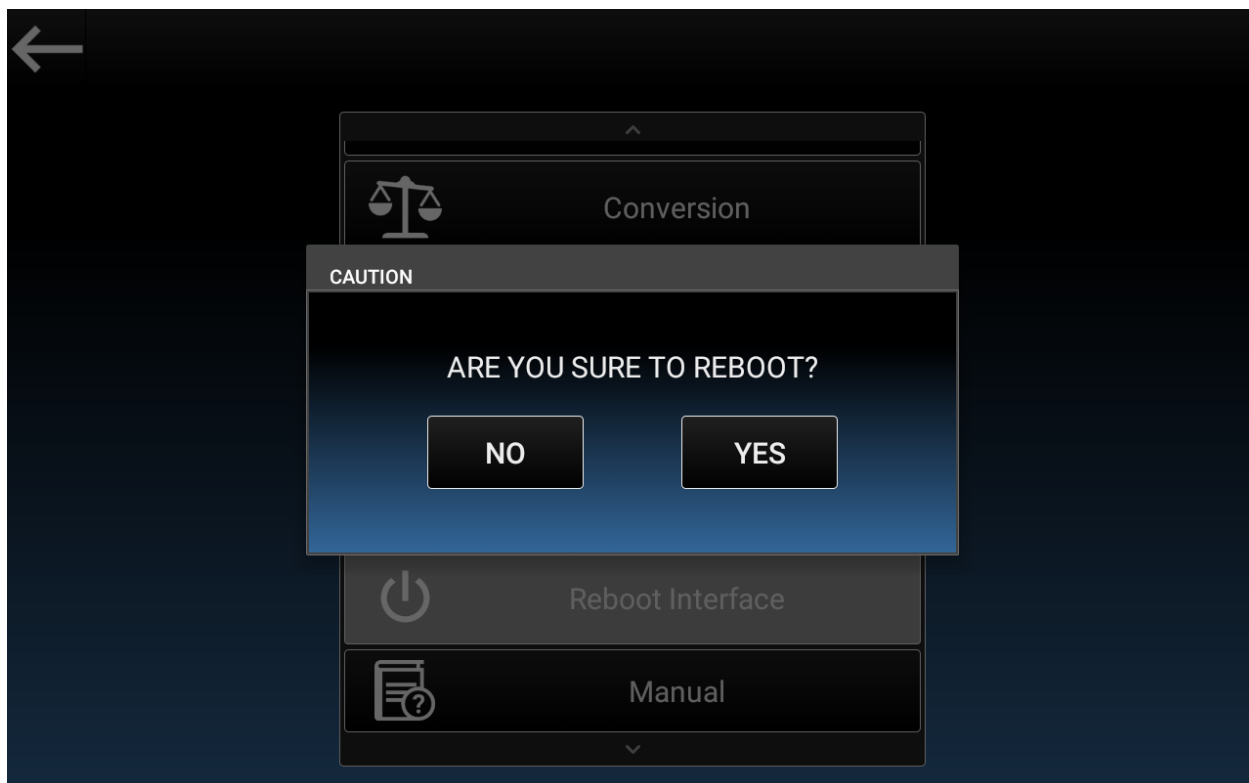 Conversion
CAUTION
ARE YOU SURE TO REBOOT?
NO YES
Reboot Interface
?
Manual